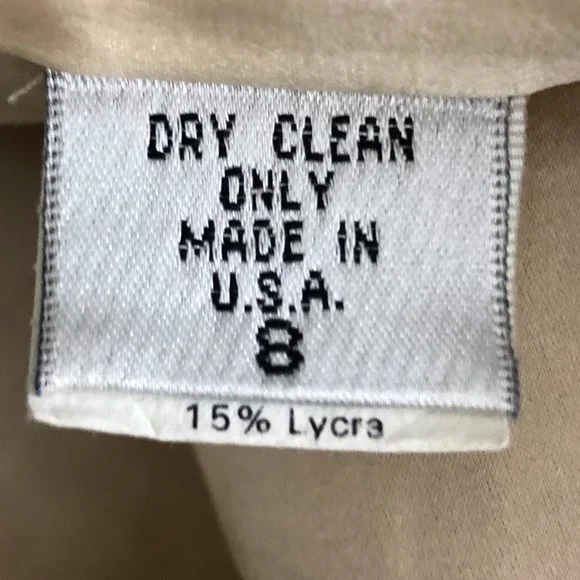 DRY CLEAN
ONLY
MADE IN
U.S.A.
8
15% Lycra